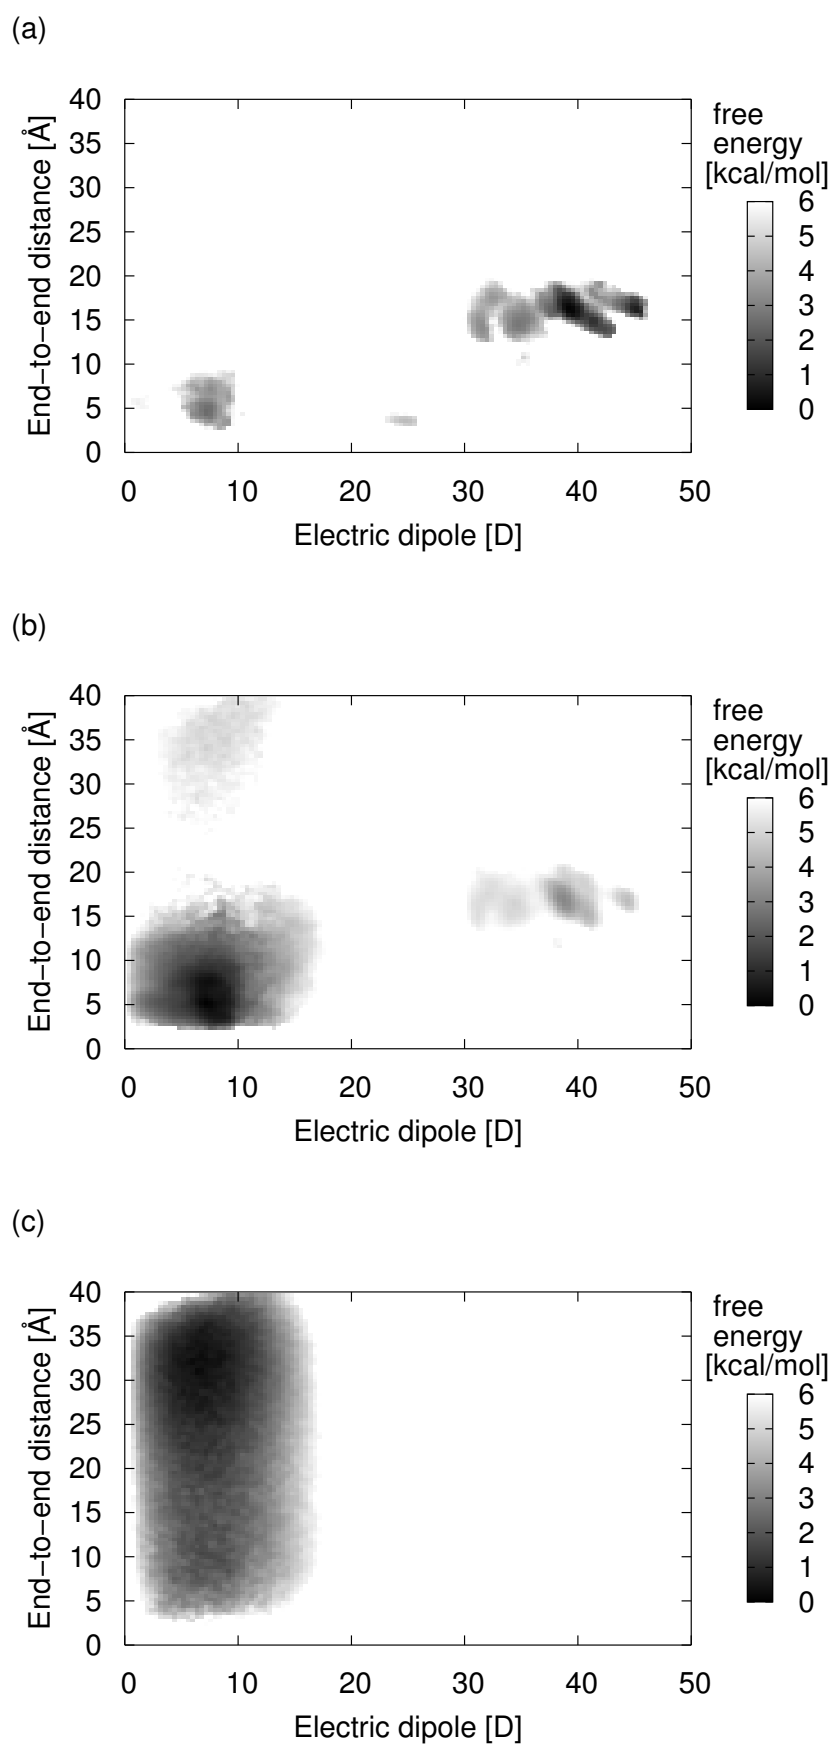 (a)
End−to−end distance [Å]
40
35
30
25
20
15
10
5
0
0 10 20 30 40 50
Electric dipole [D]
free
energy
[kcal/mol]
6
5
4
3
2
1
0
(b)
End−to−end distance [Å]
40
35
30
25
20
15
10
5
0
0 10 20 30 40 50
Electric dipole [D]
free
energy
[kcal/mol]
6
5
4
3
2
1
0
(c)
End−to−end distance [Å]
40
35
30
25
20
15
10
5
0
0 10 20 30 40 50
Electric dipole [D]
free
energy
[kcal/mol]
6
5
4
3
2
1
0